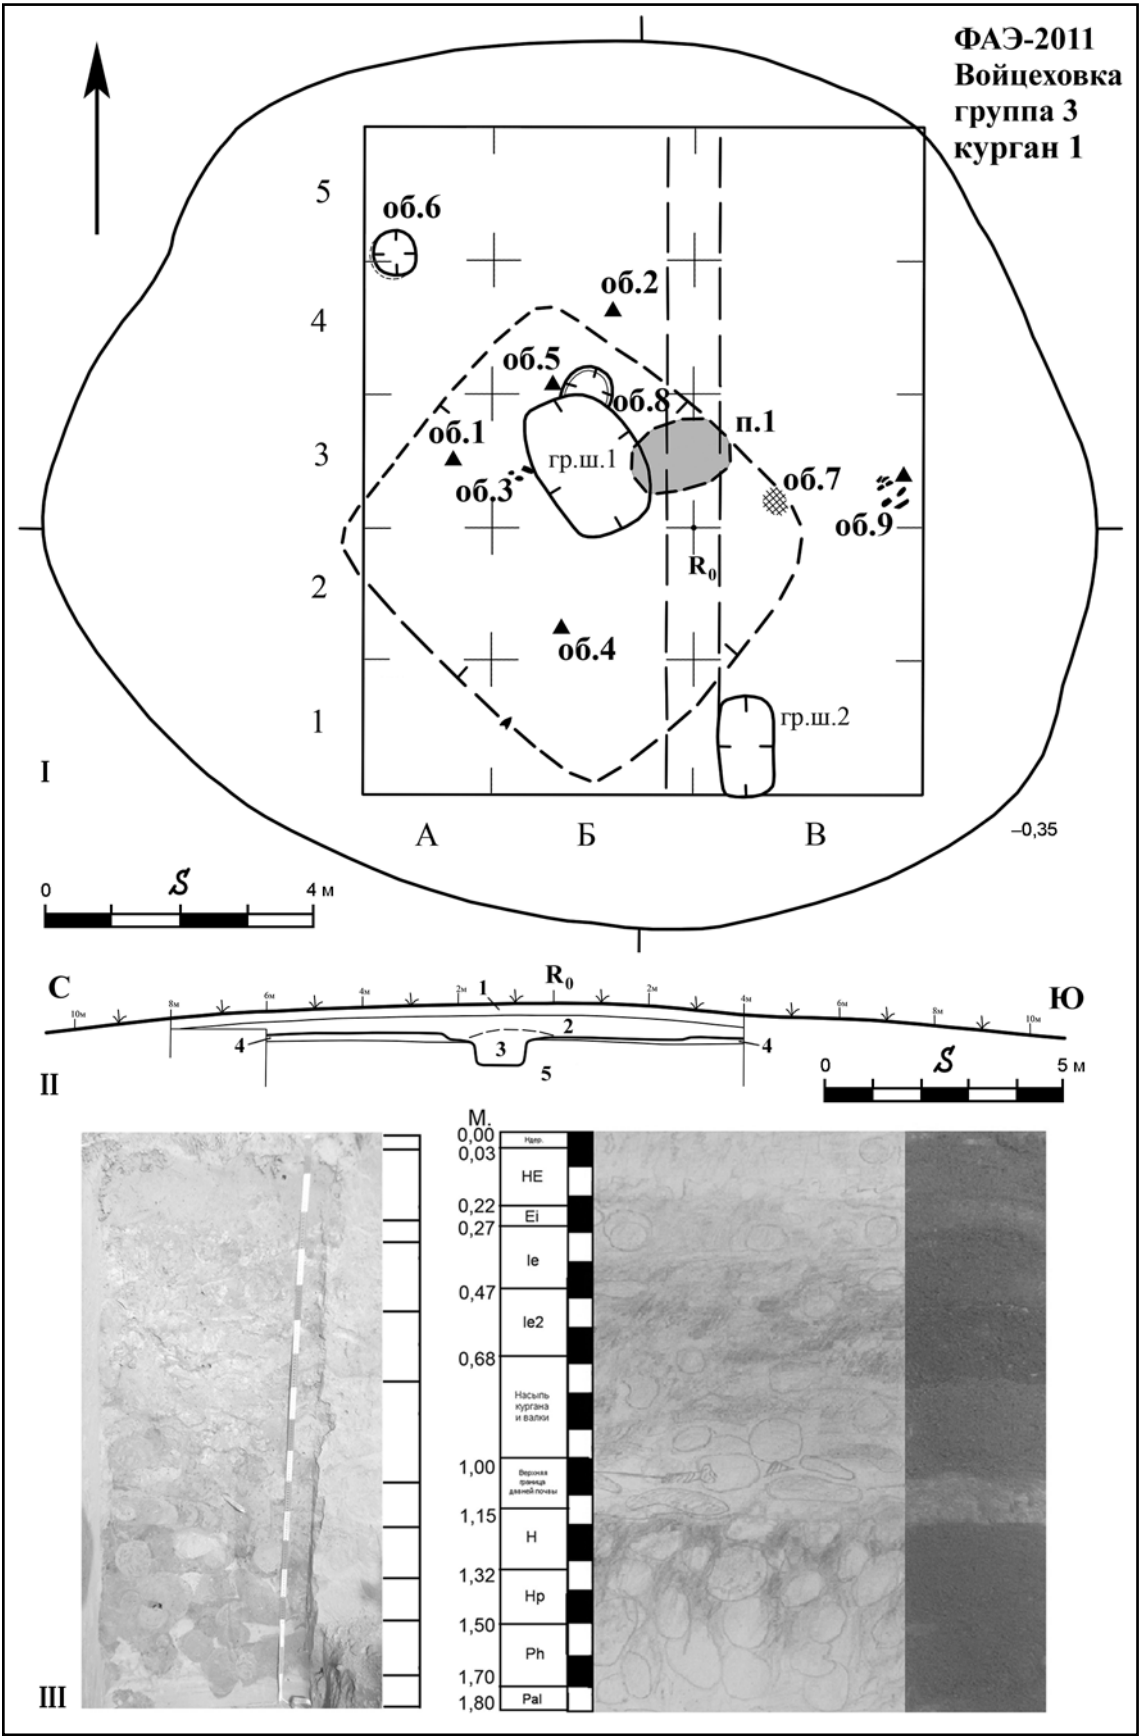 ФАЭ-2011
Войцеховка
группа 3
курган 1
5
об.6
об.2
4
об.5
об.8
п.1
об.1
3
гр.ш.1
об.7
об.3
об.9
R₀
2
об.4
1
гр.ш.2
I
А Б В
–0,35
0 S 4 м
С Ю
R₀
1
10м 8м 6м 4м 2м 2м 4м 6м 8м 10м
2
4 3 4
5
II
0 S 5 м
М.
0,00
Hдер.
0,03
HE
0,22
Ei
0,27
Ie
0,47
Ie2
0,68
Насыпь
кургана
и валки
1,00
Верхняя
граница
давней почвы
1,15
H
1,32
Hp
1,50
Ph
1,70
Pal
1,80
III